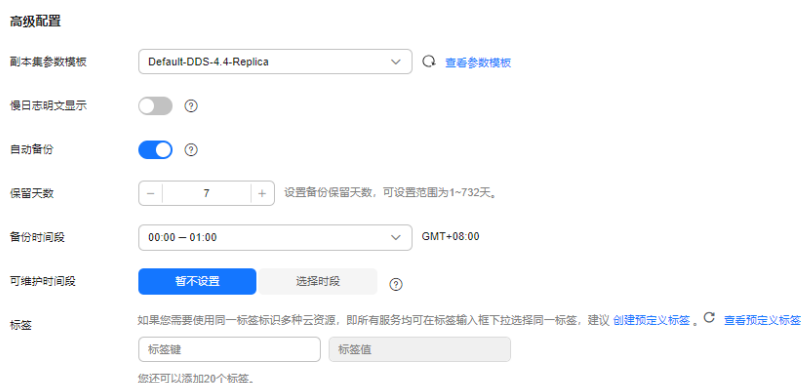 高级配置
副本集参数模板 Default-DDS-4.4-Replica 查看参数模板
慢日志明文显示
自动备份
保留天数 7 设置备份保留天数，可设置范围为1~732天。
备份时间段 00:00 – 01:00 GMT+08:00
可维护时间段 暂不设置 选择时段
标签 如果您需要使用同一标签标识多种云资源，即所有服务均可在标签输入框下拉选择同一标签，建议 创建预定义标签 。 查看预定义标签
标签键 标签值
您还可以添加20个标签。